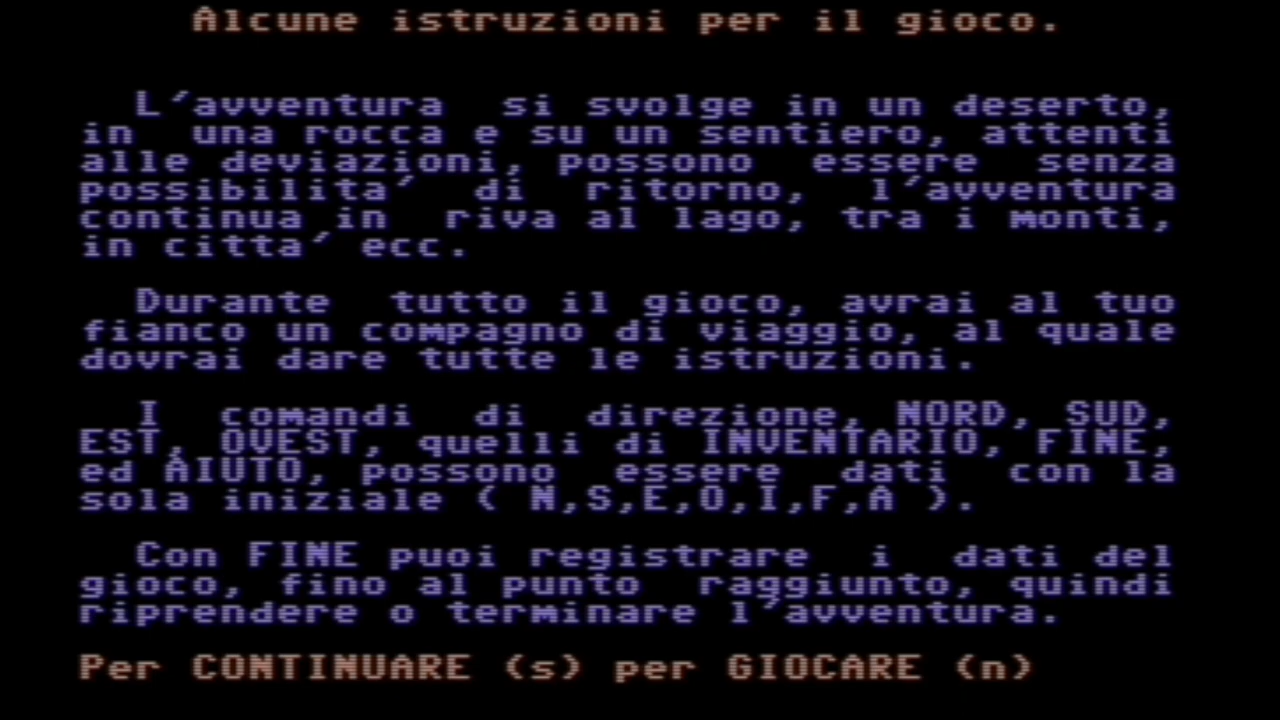 Alcune istruzioni per il gioco.
L'avventura si svolge in un deserto,
in una rocca e su un sentiero, attenti
alle deviazioni, possono essere senza
possibilita' di ritorno, l'avventura
continua in riva al lago, tra i monti,
in citta' ecc.
Durante tutto il gioco, avrai al tuo
fianco un compagno di viaggio, al quale
dovrai dare tutte le istruzioni.
I comandi di direzione, NORD, SUD,
EST, OVEST, quelli di INVENTARIO, FINE,
ed AIUTO, possono essere dati con la
sola iniziale ( N,S,E,O,I,F,A ).
Con FINE puoi registrare i dati del
gioco, fino al punto raggiunto, quindi
riprendere o terminare l'avventura.
Per CONTINUARE (s) per GIOCARE (n)